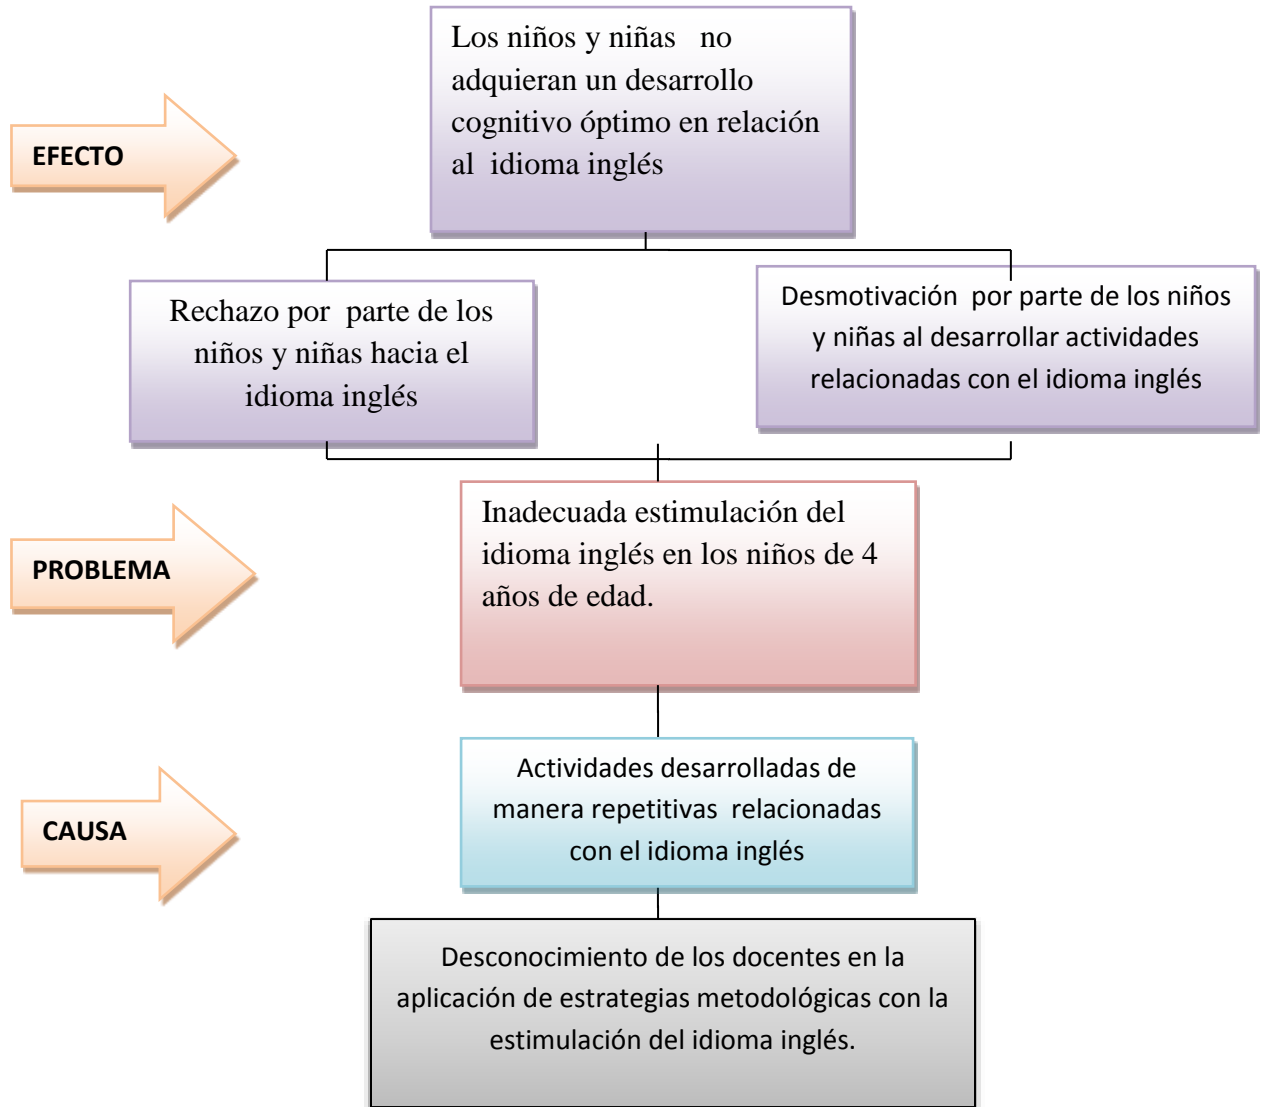 Los niños y niñas no
adquieran un desarrollo
cognitivo óptimo en relación
al idioma inglés
EFECTO
Rechazo por parte de los
niños y niñas hacia el
idioma inglés
Desmotivación por parte de los niños
y niñas al desarrollar actividades
relacionadas con el idioma inglés
Inadecuada estimulación del
idioma inglés en los niños de 4
años de edad.
PROBLEMA
Actividades desarrolladas de
manera repetitivas relacionadas
con el idioma inglés
CAUSA
Desconocimiento de los docentes en la
aplicación de estrategias metodológicas con la
estimulación del idioma inglés.